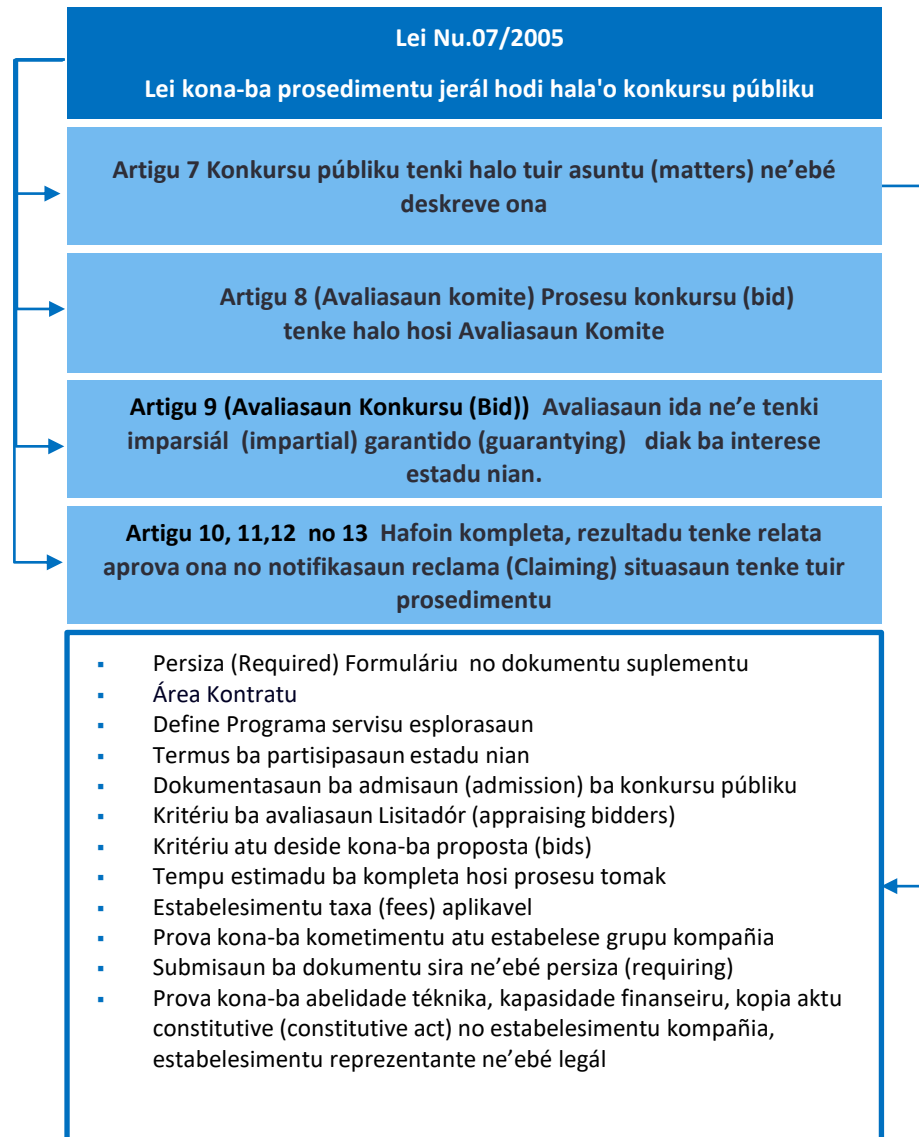 Lei Nu.07/2005
Lei kona-ba prosedimentu jerál hodi hala'o konkursu públiku
Artigu 7 Konkursu públiku tenki halo tuir asuntu (matters) ne’ebé
deskreve ona
Artigu 8 (Avaliasaun komite) Prosesu konkursu (bid)
tenke halo hosi Avaliasaun Komite
Artigu 9 (Avaliasaun Konkursu (Bid)) Avaliasaun ida ne’e tenki
imparsiál (impartial) garantido (guarantying) diak ba interese
estadu nian.
Artigu 10, 11,12 no 13 Hafoin kompleta, rezultadu tenke relata
aprova ona no notifikasaun reclama (Claiming) situasaun tenke tuir
prosedimentu
▪ Persiza (Required) Formuláriu no dokumentu suplementu
▪ Área Kontratu
▪ Define Programa servisu esplorasaun
▪ Termus ba partisipasaun estadu nian
▪ Dokumentasaun ba admisaun (admission) ba konkursu públiku
▪ Kritériu ba avaliasaun Lisitadór (appraising bidders)
▪ Kritériu atu deside kona-ba proposta (bids)
▪ Tempu estimadu ba kompleta hosi prosesu tomak
▪ Estabelesimentu taxa (fees) aplikavel
▪ Prova kona-ba kometimentu atu estabelese grupu kompañia
▪ Submisaun ba dokumentu sira ne’ebé persiza (requiring)
▪ Prova kona-ba abelidade téknika, kapasidade finanseiru, kopia aktu
constitutive (constitutive act) no estabelesimentu kompañia,
estabelesimentu reprezentante ne’ebé legál